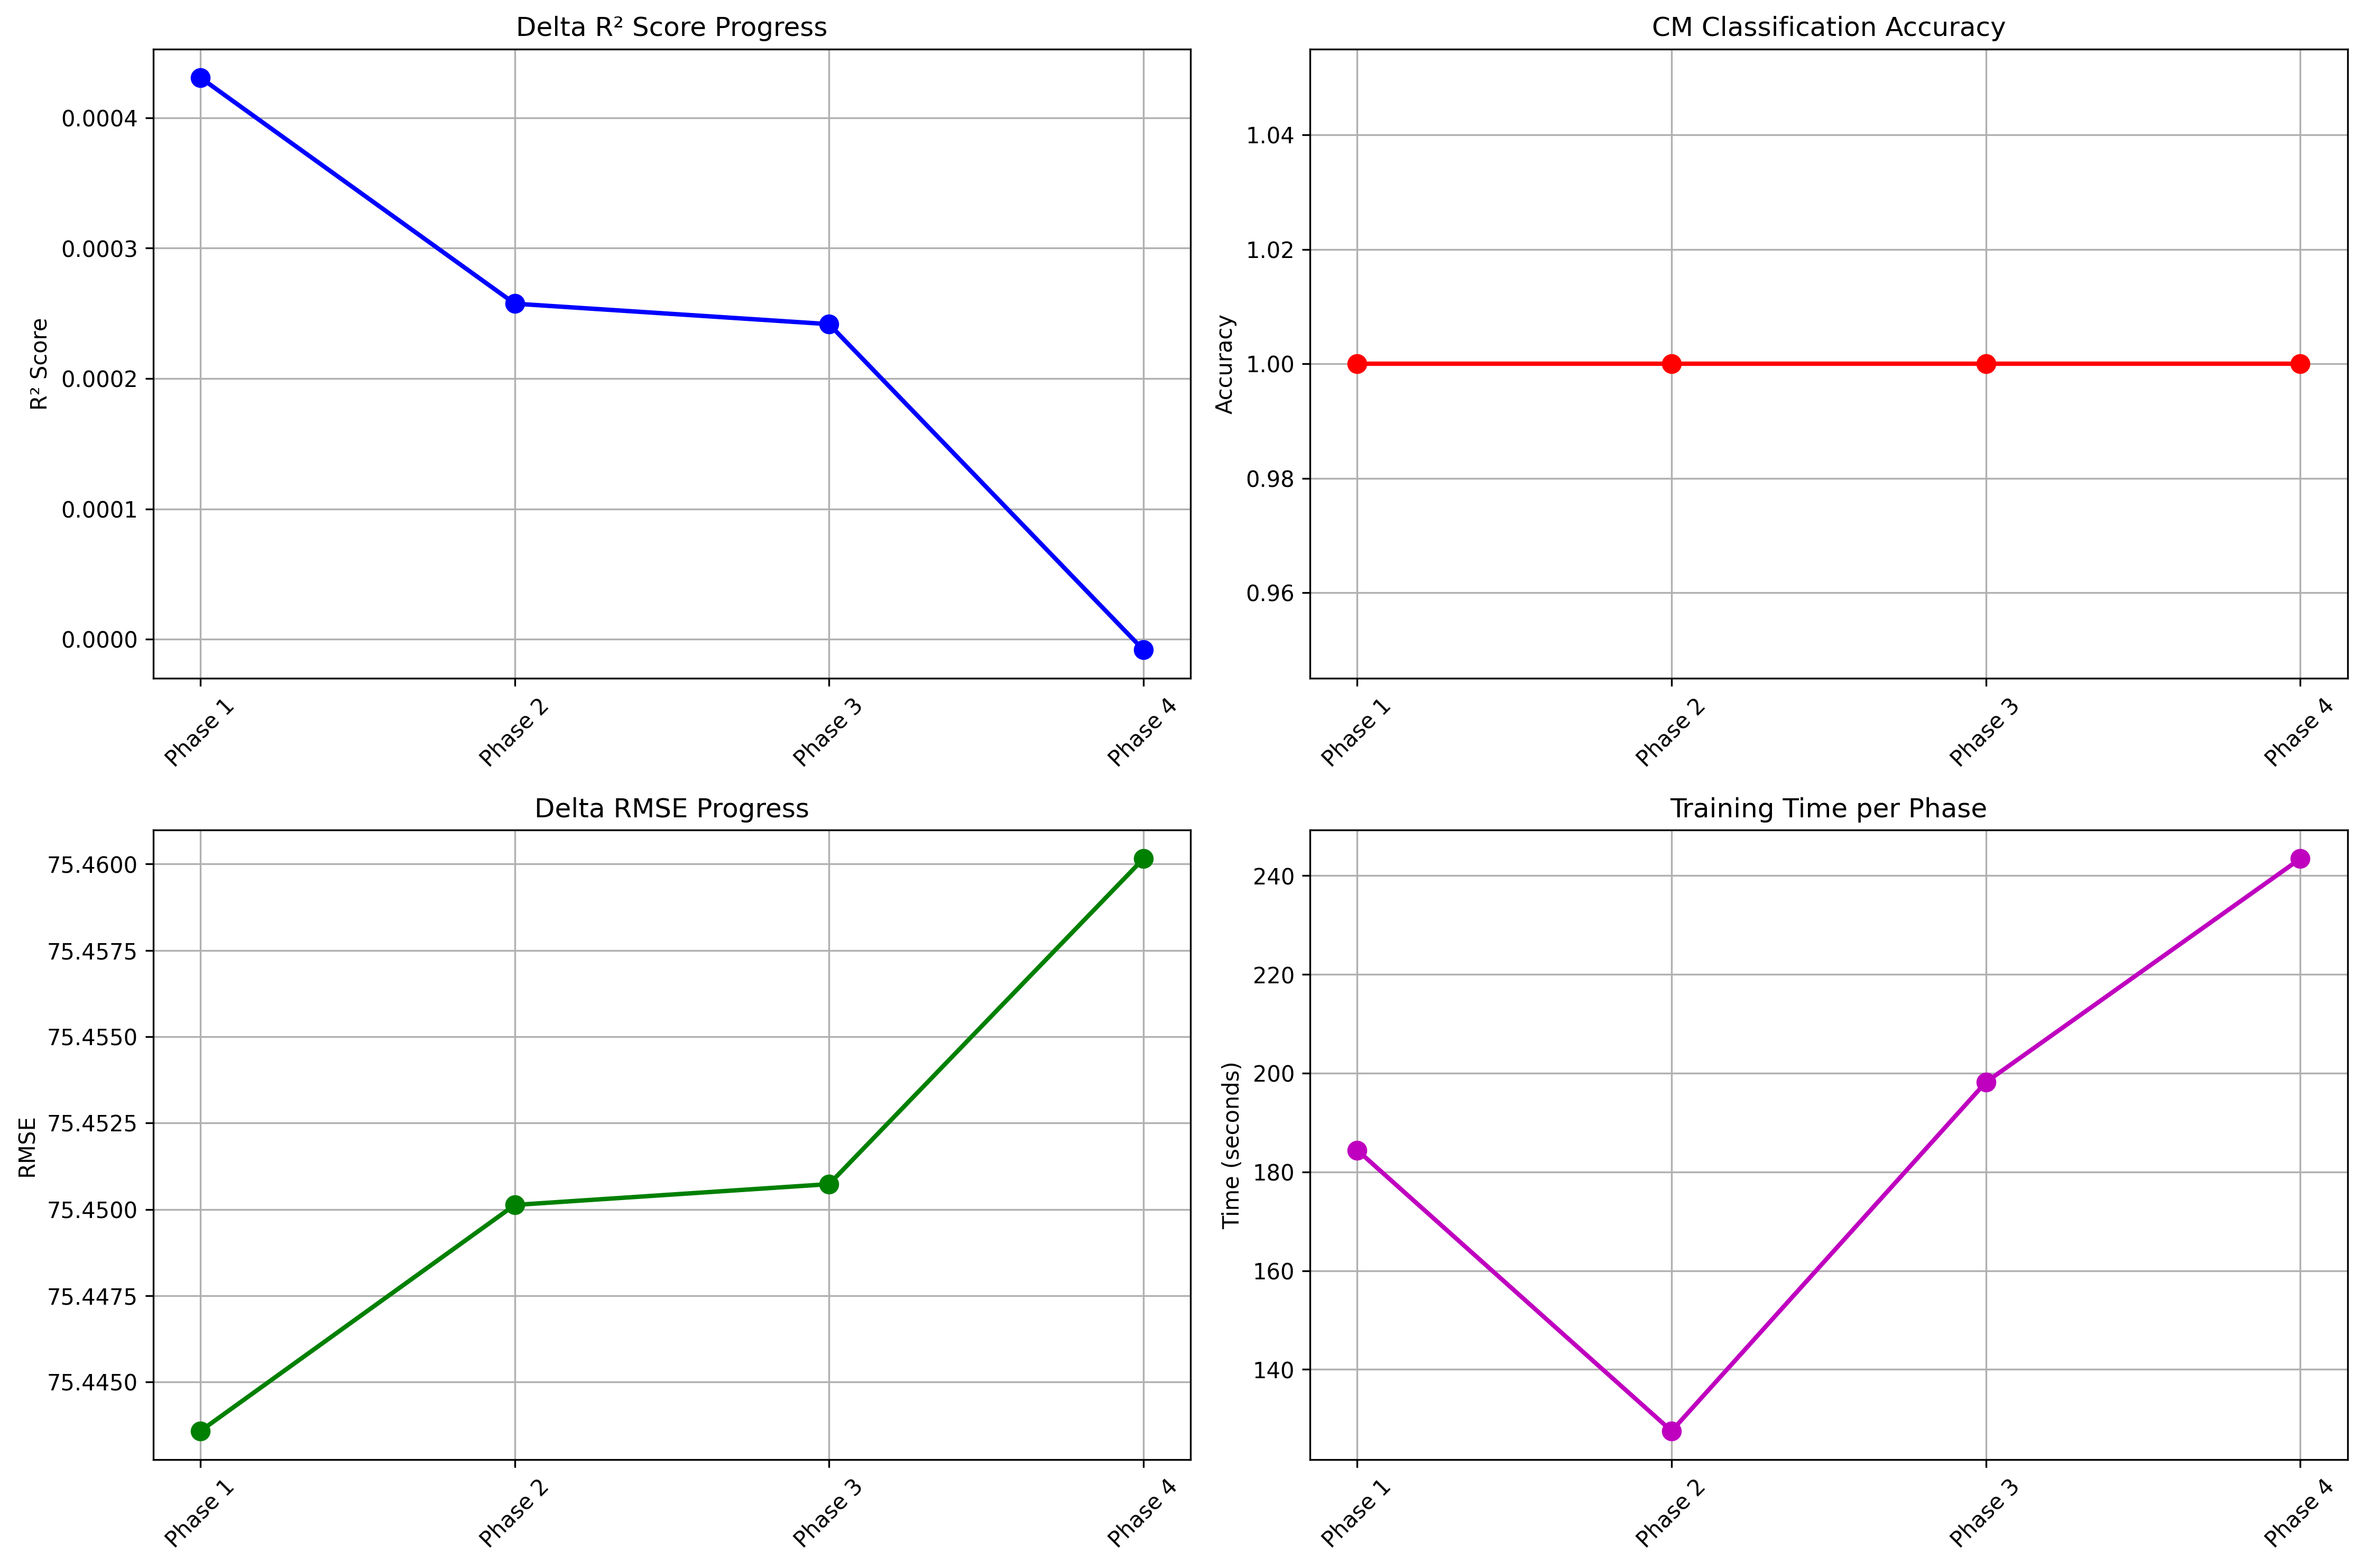 Delta R² Score Progress
R² Score
0.0004
0.0003
0.0002
0.0001
0.0000
Phase 1
Phase 2
Phase 3
Phase 4
CM Classification Accuracy
Accuracy
1.04
1.02
1.00
0.98
0.96
Phase 1
Phase 2
Phase 3
Phase 4
Delta RMSE Progress
RMSE
75.4600
75.4575
75.4550
75.4525
75.4500
75.4475
75.4450
Phase 1
Phase 2
Phase 3
Phase 4
Training Time per Phase
Time (seconds)
240
220
200
180
160
140
Phase 1
Phase 2
Phase 3
Phase 4